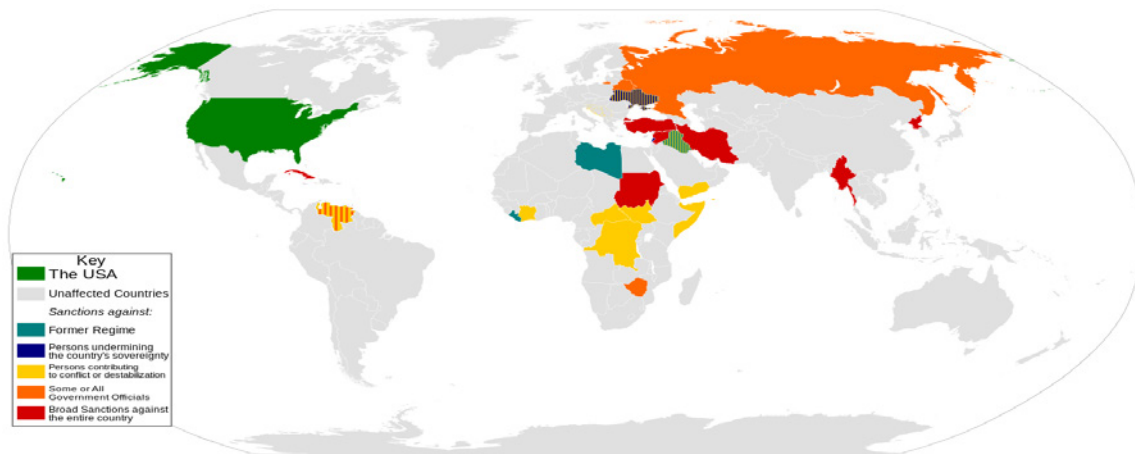 Key
The USA
Unaffected Countries
Sanctions against:
Former Regime
Persons undermining
the country's sovereignty
Persons contributing
to conflict or destabilization
Some or All
Government Officials
Broad Sanctions against
the entire country